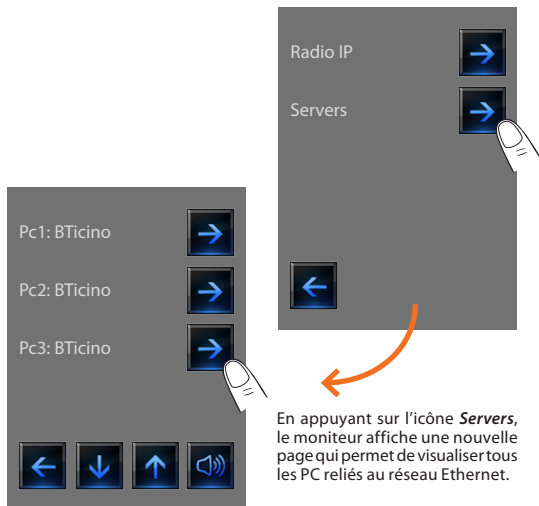 Radio IP
Servers
Pc1: BTicino
Pc2: BTicino
Pc3: BTicino
En appuyant sur l’icône Servers,
le moniteur affiche une nouvelle
page qui permet de visualiser tous
les PC reliés au réseau Ethernet.